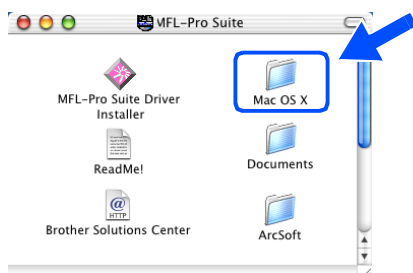 MFL-Pro Suite
MFL-Pro Suite Driver
Installer
Mac OS X
ReadMe!
Documents
@
HTTP
Brother Solutions Center
ArcSoft